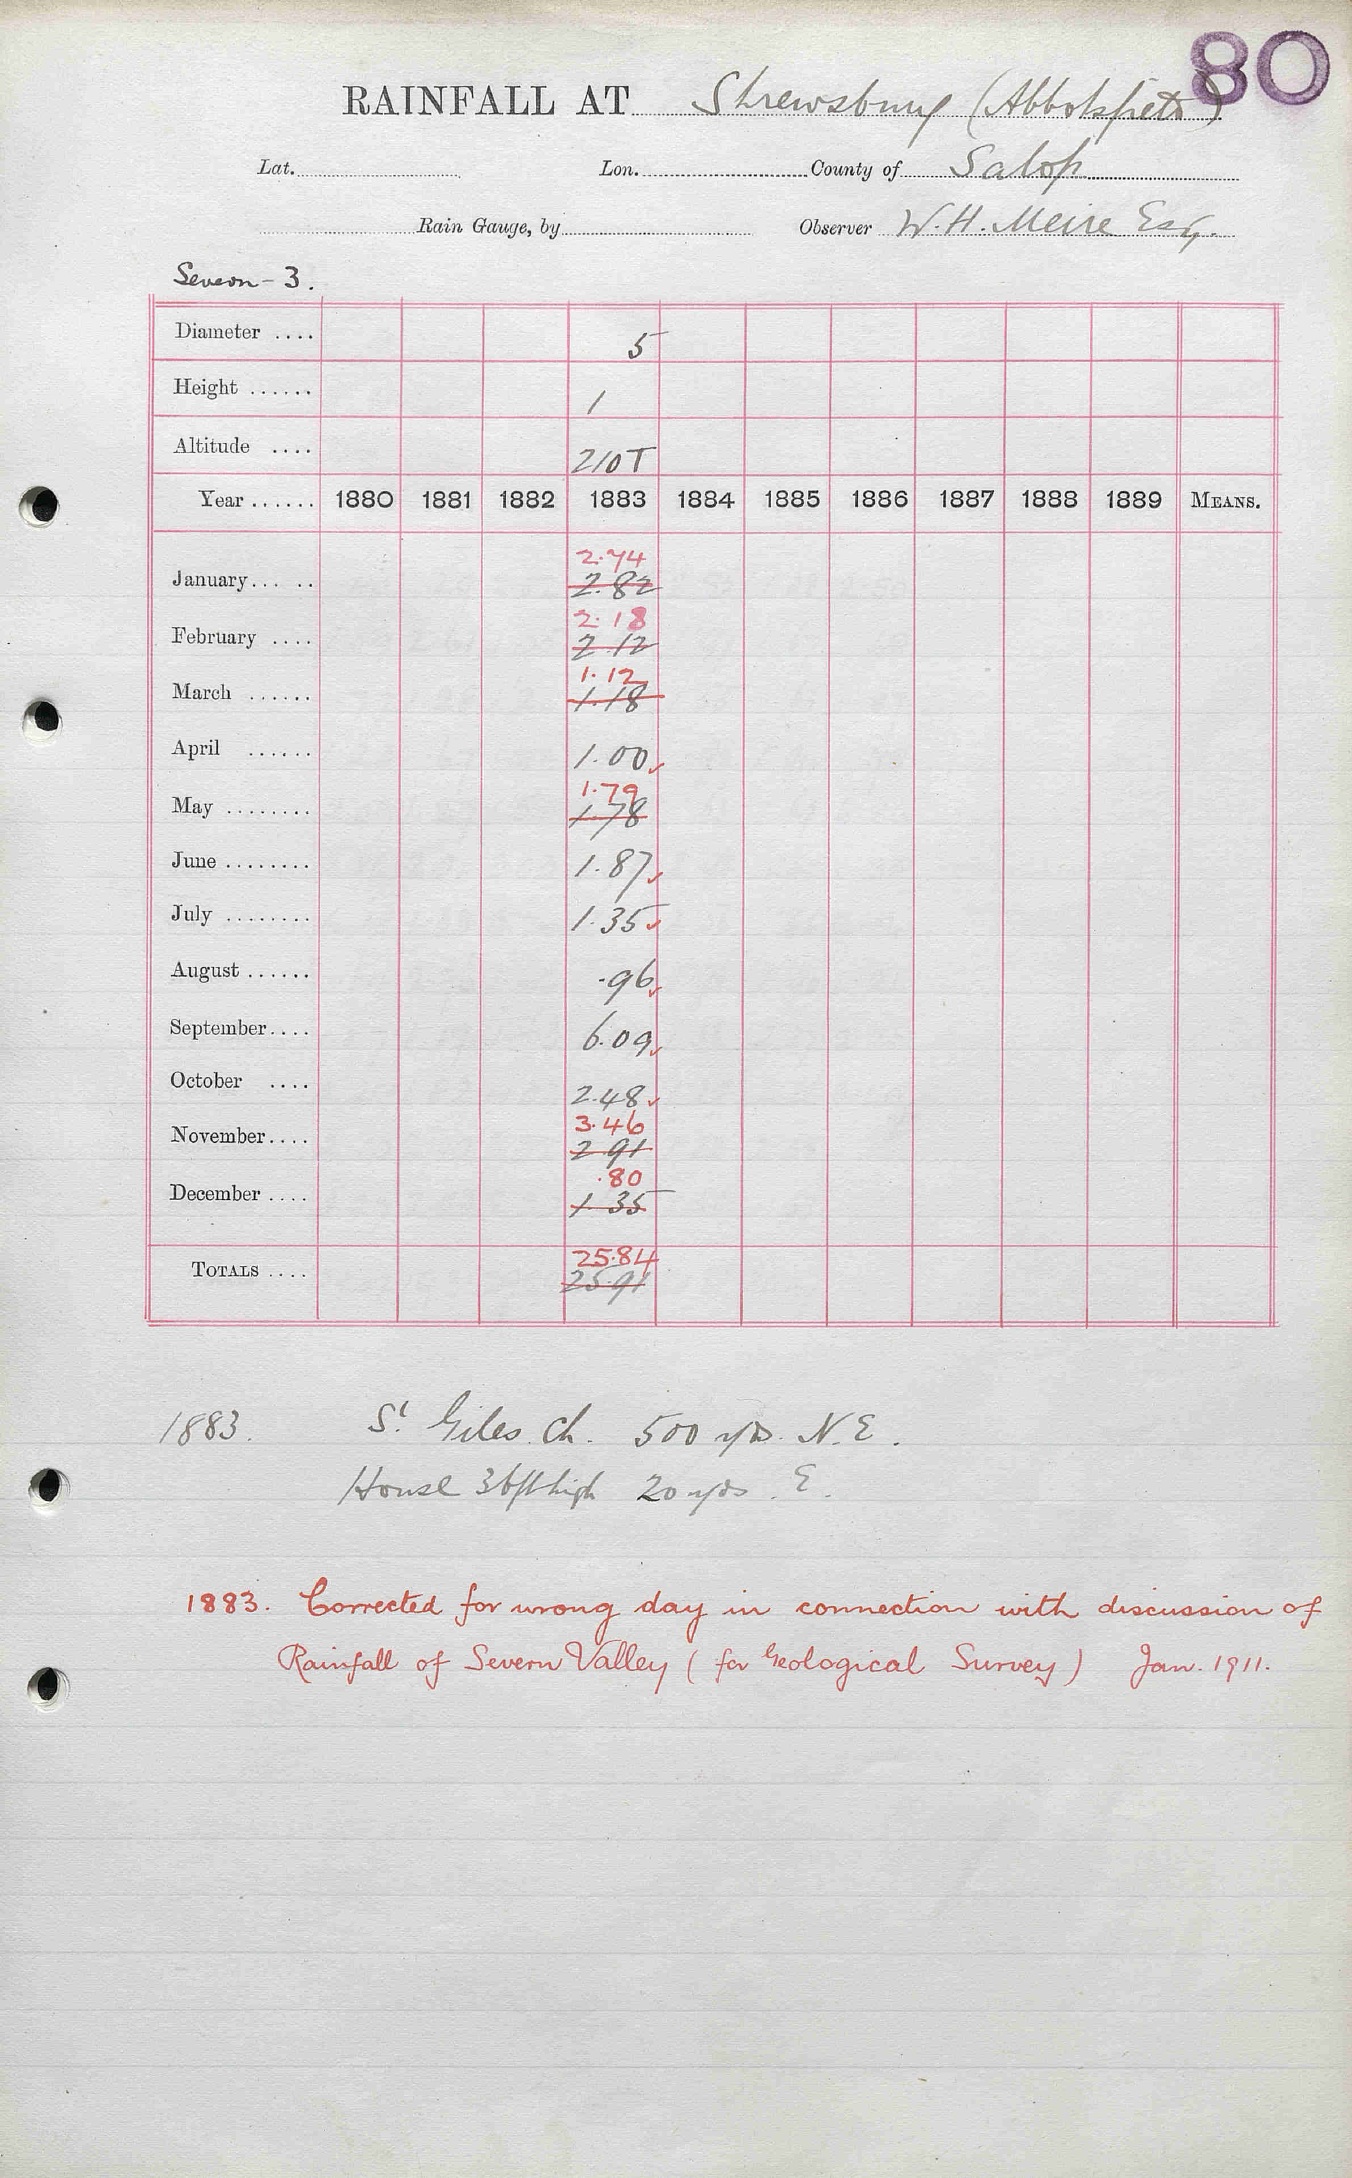 80
RAINFALL AT Shrewsbury (Abbotsfield)
Lat. Lon. County of Salop
Rain Gauge, by Observer W. H. Meire Esq.
Severn - 3.
Diameter .... 5
Height ...... 1
Altitude .... 210 T
Year ...... 1880 1881 1882 1883 1884 1885 1886 1887 1888 1889 MEANS.
2.74
January... .. 2.82
2.18
February .... 2.12
1.12
March ...... 1.18
April ...... 1.00 ✓
1.79
May ........ 1.78
June ........ 1.87 ✓
July ........ 1.35 ✓
August ...... .96 ✓
September.... 6.09 ✓
October .... 2.48 ✓
3.46
November.... 2.91
.80
December .... 1.35
25.84
TOTALS .... 25.91
1883. St Giles Ch. 500 yds. N.E.
House 36 ft high 20 yds. E.
1883. Corrected for wrong day in connection with discussion of
Rainfall of Severn Valley (for Geological Survey) Jan. 1911.